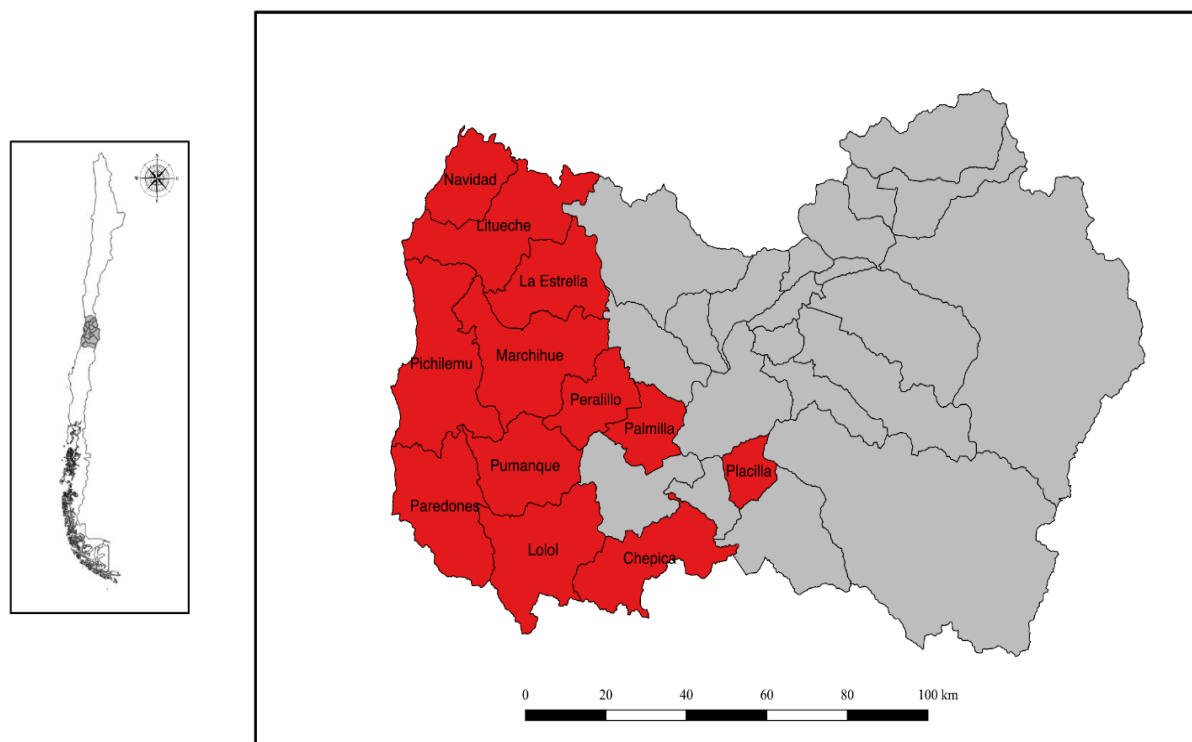 Navidad
Litueche
La Estrella
Marchihue
Pichilemu
Peralillo
Palmilla
Pumanque
Placilla
Paredones
Lolol
Chepica
0 20 40 60 80 100 km